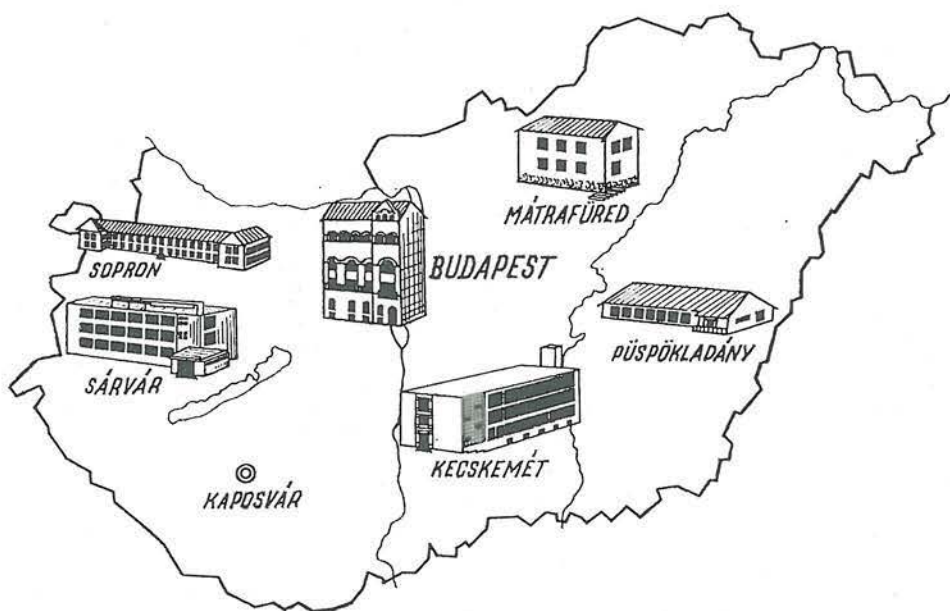 MÁTRAFÜRED
SOPRON
BUDAPEST
PÜSPÖKLADÁNY
SÁRVÁR
KECSKEMÉT
KAPOSVÁR